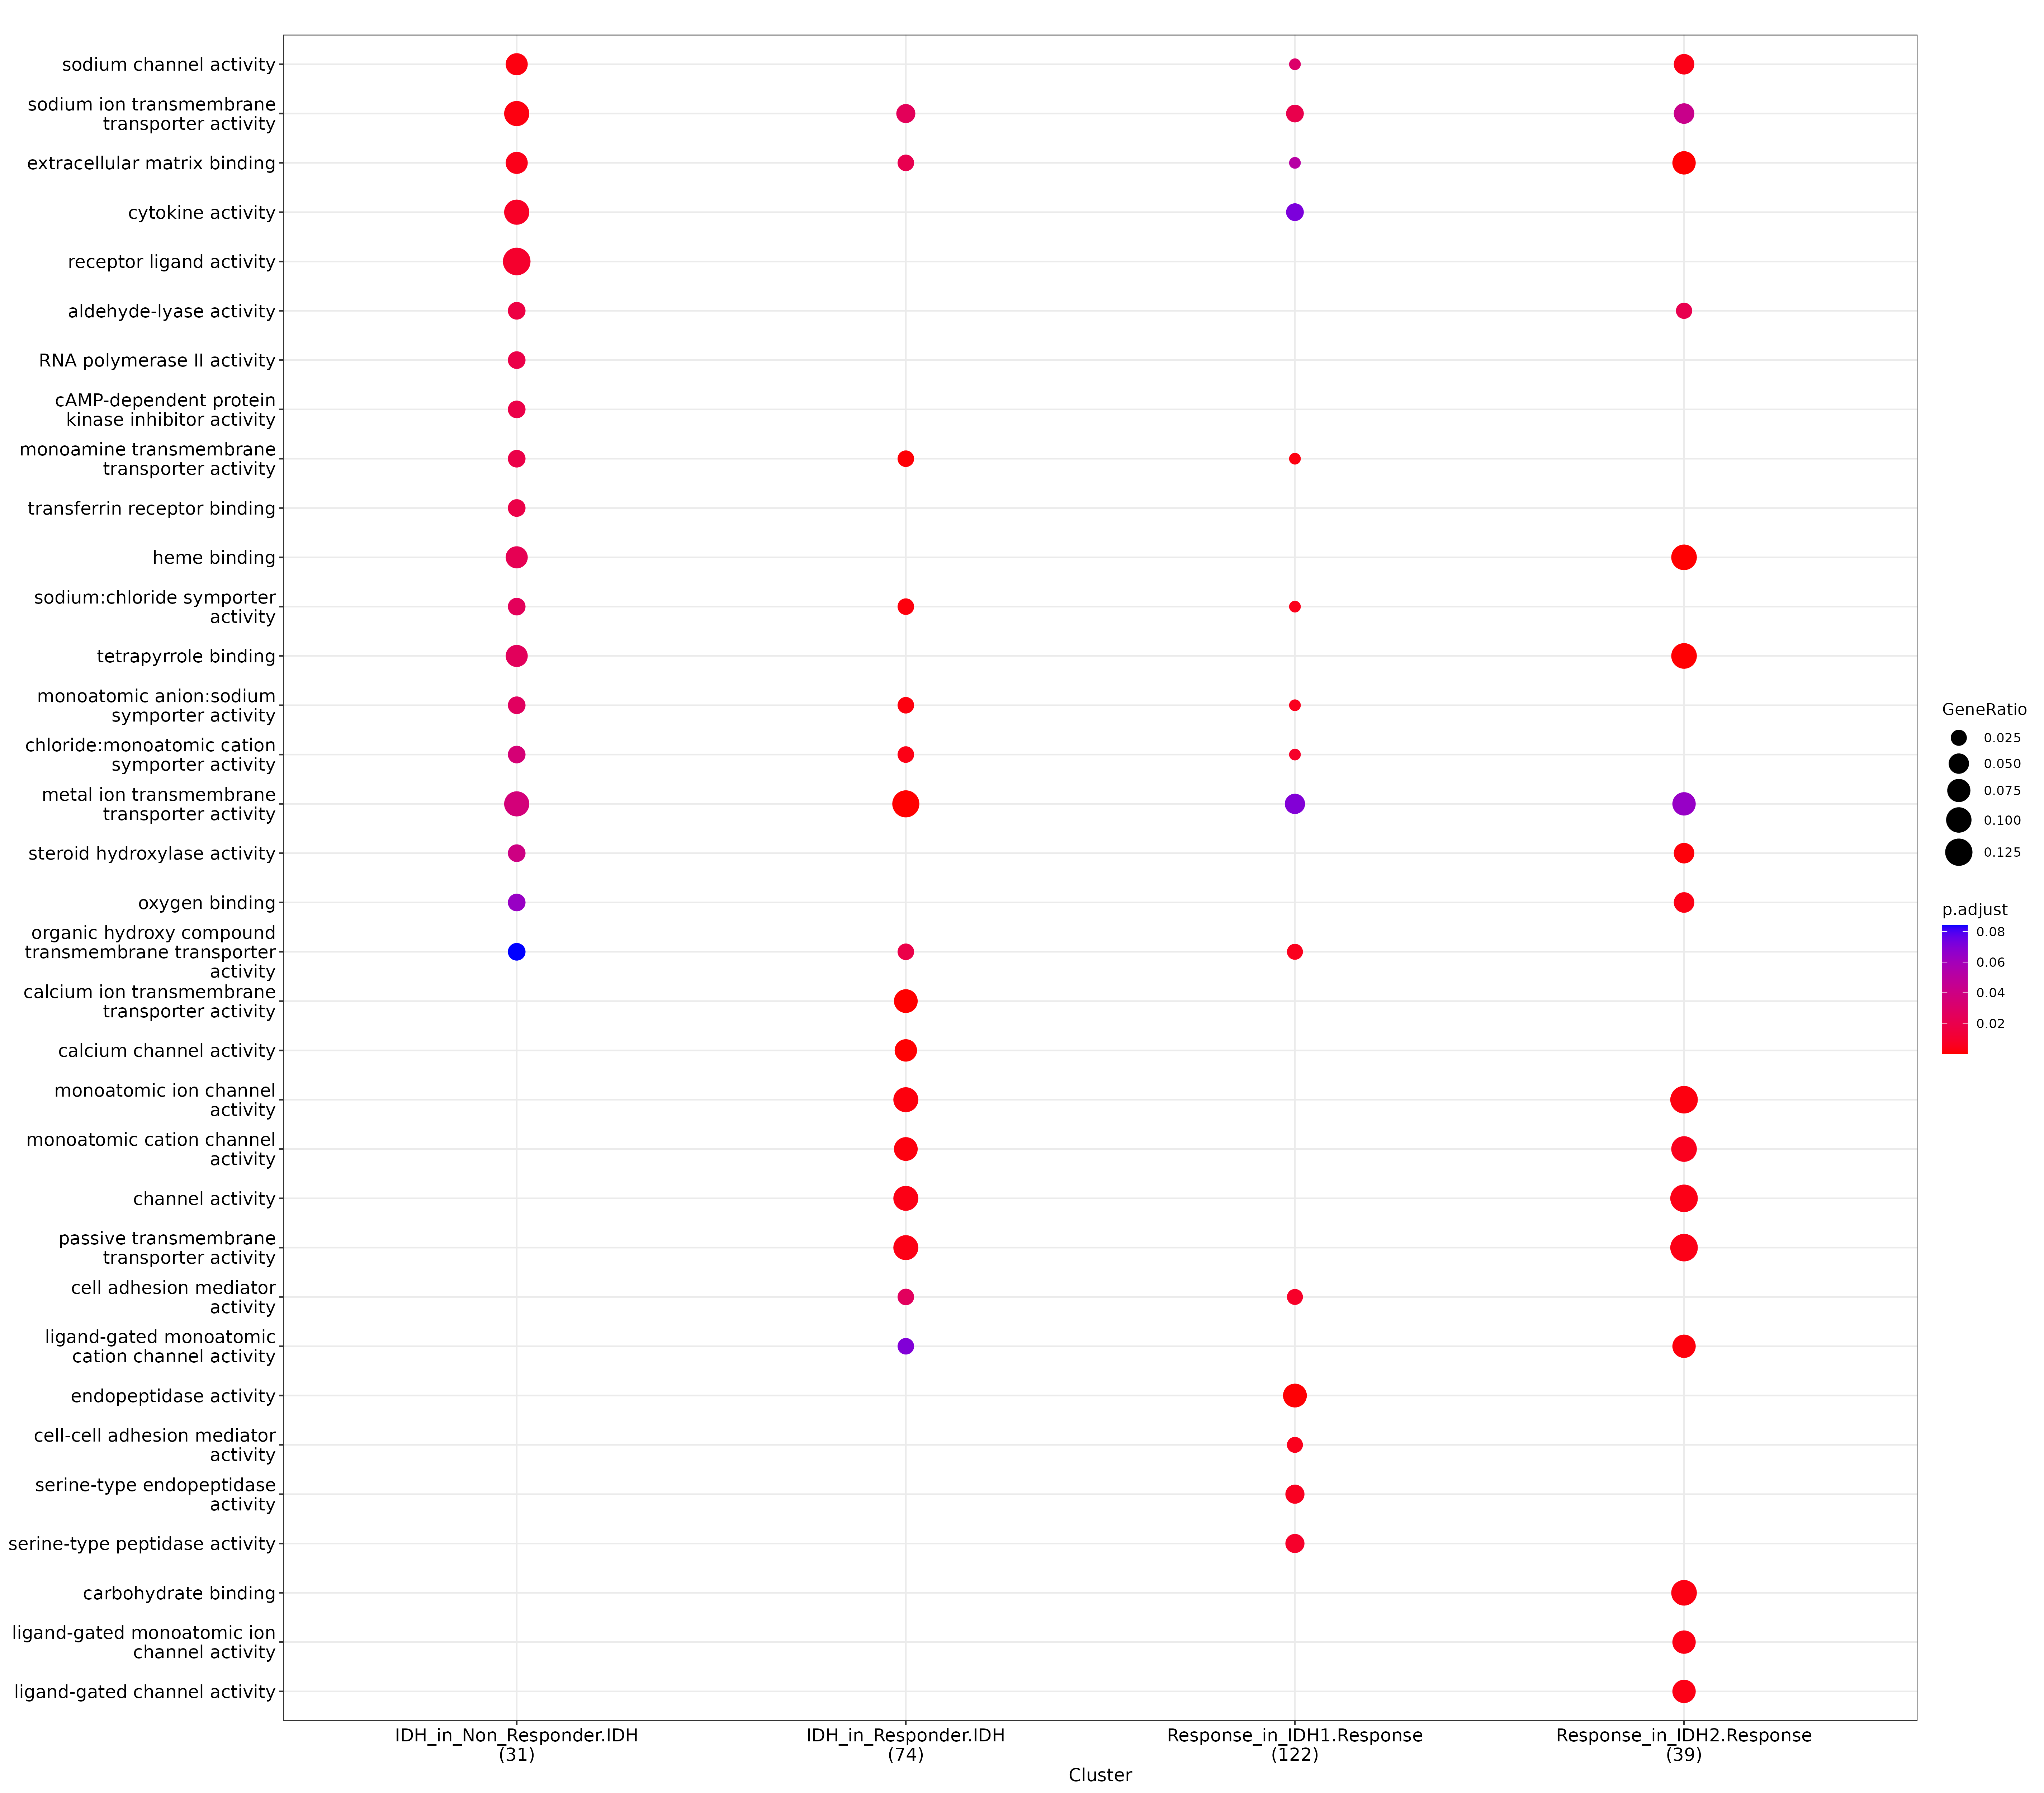 sodium channel activity
sodium ion transmembrane
transporter activity
extracellular matrix binding
cytokine activity
receptor ligand activity
aldehyde-lyase activity
RNA polymerase II activity
cAMP-dependent protein
kinase inhibitor activity
monoamine transmembrane
transporter activity
transferrin receptor binding
heme binding
sodium:chloride symporter
activity
tetrapyrrole binding
monoatomic anion:sodium
symporter activity
chloride:monoatomic cation
symporter activity
metal ion transmembrane
transporter activity
steroid hydroxylase activity
oxygen binding
organic hydroxy compound
transmembrane transporter
activity
calcium ion transmembrane
transporter activity
calcium channel activity
monoatomic ion channel
activity
monoatomic cation channel
activity
channel activity
passive transmembrane
transporter activity
cell adhesion mediator
activity
ligand-gated monoatomic
cation channel activity
endopeptidase activity
cell-cell adhesion mediator
activity
serine-type endopeptidase
activity
serine-type peptidase activity
carbohydrate binding
ligand-gated monoatomic ion
channel activity
ligand-gated channel activity
IDH_in_Non_Responder.IDH
(31)
IDH_in_Responder.IDH
(74)
Response_in_IDH1.Response
(122)
Response_in_IDH2.Response
(39)
Cluster
GeneRatio
0.025
0.050
0.075
0.100
0.125
p.adjust
0.08
0.06
0.04
0.02